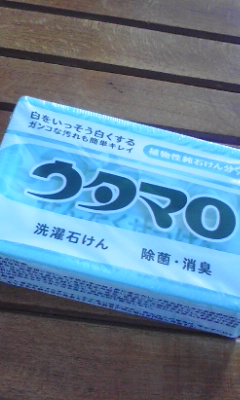 白をいっそう白くする
ガンコな汚れも簡単キレイ
植物性純石けん分
ウタマロ
洗濯石けん
除菌・消臭